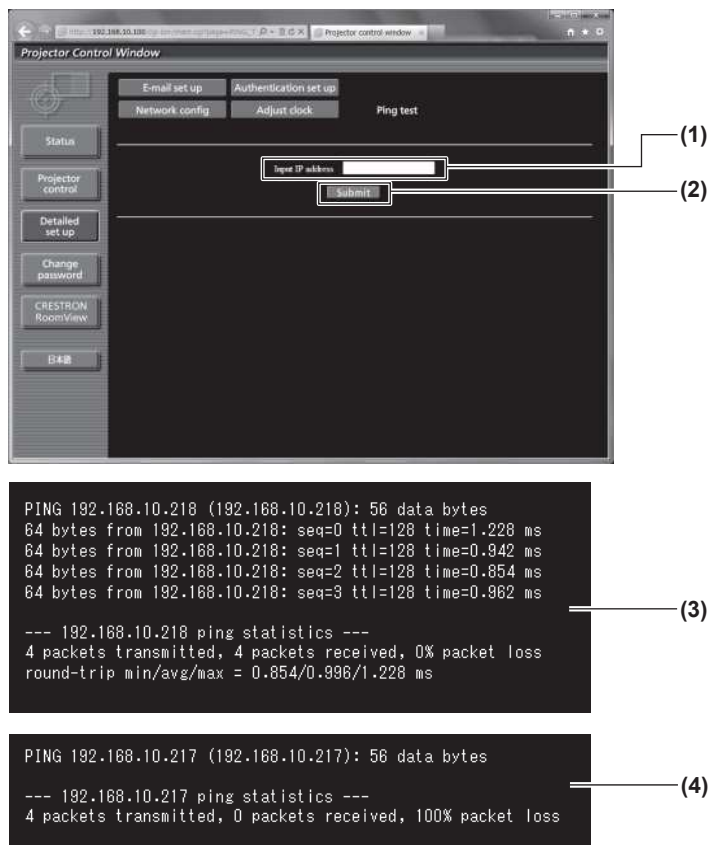 192.168.10.100
Projector control window
Projector Control Window
E-mail set up
Authentication set up
Network config
Adjust clock
Ping test
Status
Projector
control
Detailed
set up
Change
password
CRESTRON
RoomView
日本語
Input IP address
Submit
(1)
(2)
PING 192.168.10.218 (192.168.10.218): 56 data bytes
64 bytes from 192.168.10.218: seq=0 ttl=128 time=1.228 ms
64 bytes from 192.168.10.218: seq=1 ttl=128 time=0.942 ms
64 bytes from 192.168.10.218: seq=2 ttl=128 time=0.854 ms
64 bytes from 192.168.10.218: seq=3 ttl=128 time=0.962 ms
--- 192.168.10.218 ping statistics ---
4 packets transmitted, 4 packets received, 0% packet loss
round-trip min/avg/max = 0.854/0.996/1.228 ms
(3)
PING 192.168.10.217 (192.168.10.217): 56 data bytes
--- 192.168.10.217 ping statistics ---
4 packets transmitted, 0 packets received, 100% packet loss
(4)